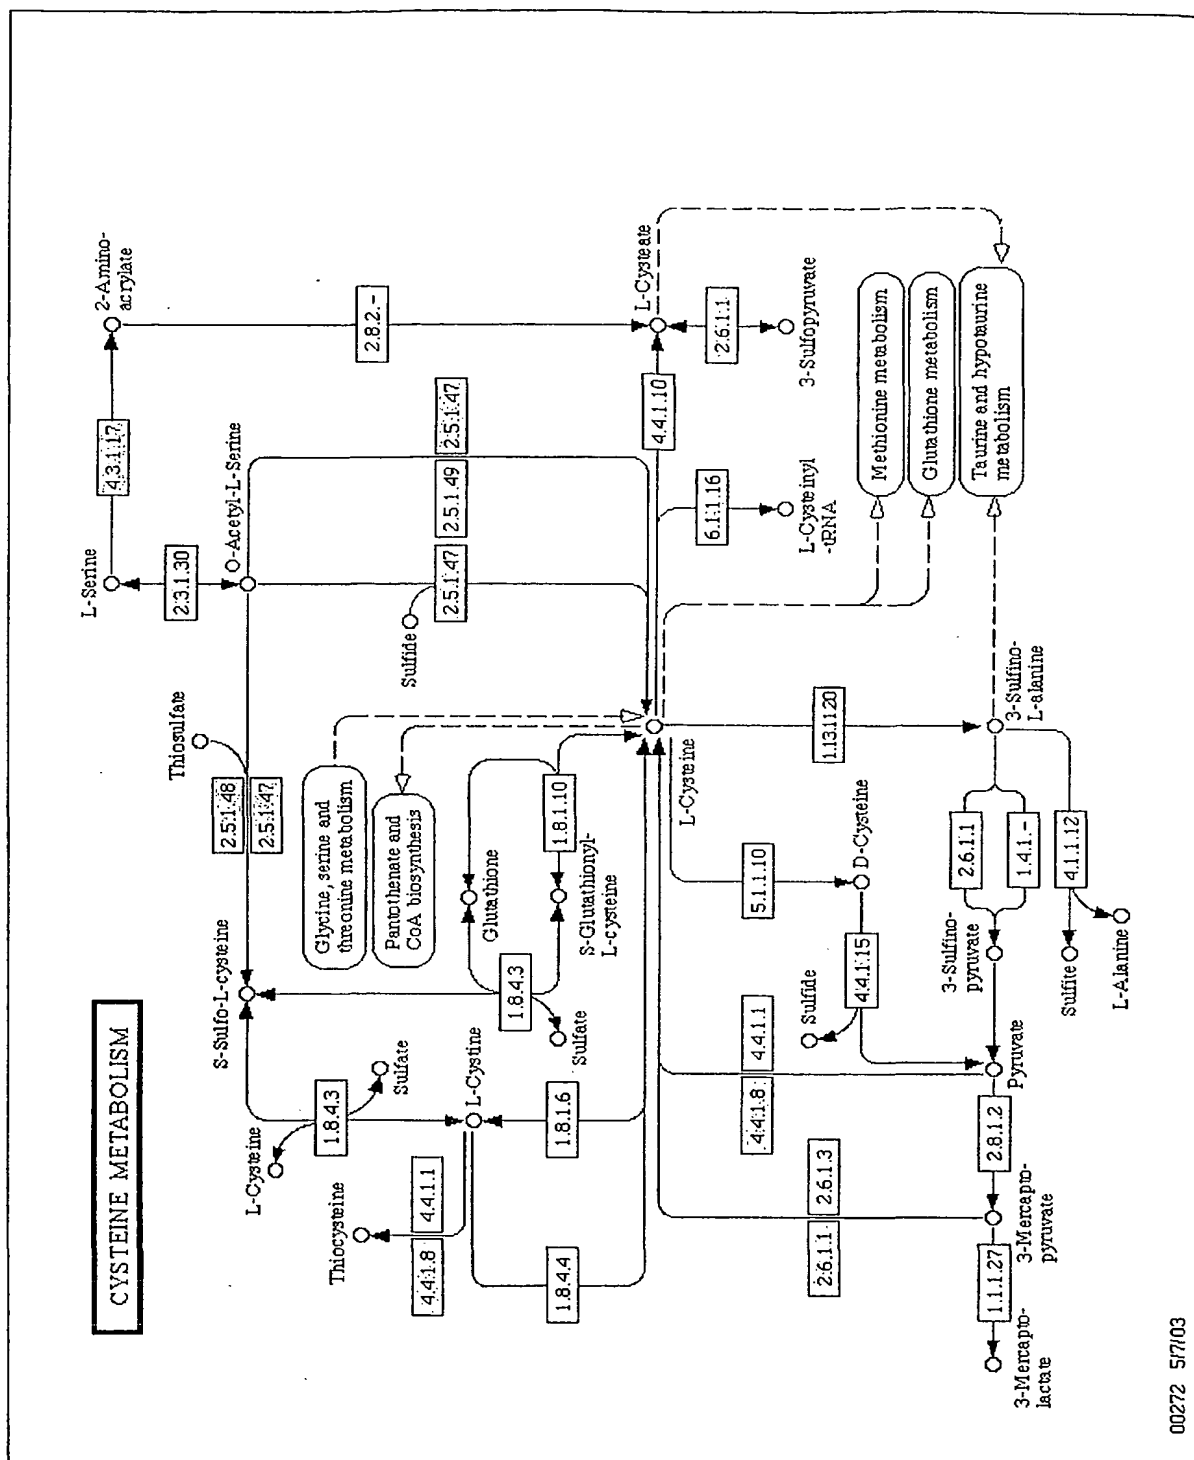 CYSTEINE METABOLISM
L-Serine
4.3.1.17
2-Amino-
acrylate
2.3.1.30
O-Acetyl-L-Serine
Thiosulfate
2.5.1.48
2.5.1.47
S-Sulfo-L-cysteine
2.8.2.-
Sulfide
2.5.1.47
2.5.1.49
2.5.1.47
Glycine, serine and
threonine metabolism
Pantothenate and
CoA biosynthesis
L-Cysteine
1.8.4.3
Sulfate
Thiocysteine
4.4.1.8
4.4.1.1
L-Cystine
Glutathione
1.8.4.3
Sulfate
1.8.1.10
S-Glutathionyl-
L-cysteine
1.8.4.4
1.8.1.6
L-Cysteine
4.4.1.10
L-Cysteate
6.1.1.16
2.6.1.1
L-Cysteinyl
-tRNA
3-Sulfopyruvate
2.6.1.1
2.6.1.3
4.4.1.8
4.4.1.1
5.1.1.10
1.13.11.20
Sulfide
4.4.1.15
D-Cysteine
Methionine metabolism
Glutathione metabolism
Taurine and hypotaurine
metabolism
3-Mercapto-
lactate
1.1.1.27
3-Mercapto-
pyruvate
2.8.1.2
Pyruvate
3-Sulfino-
pyruvate
2.6.1.1
1.4.1.-
3-Sulfino-
L-alanine
4.1.1.12
Sulfite
L-Alanine
00272 5/7/03